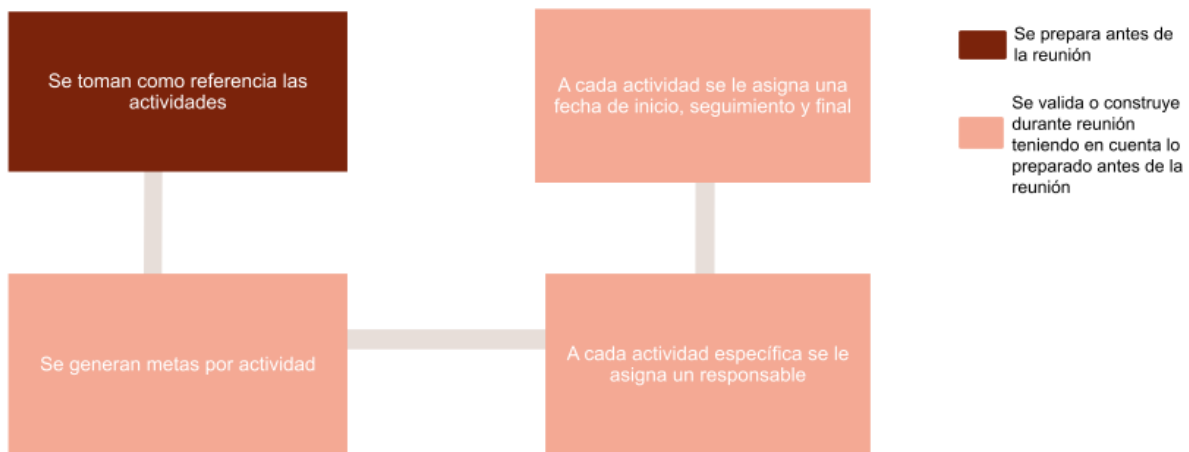 Se toman como referencia las
actividades
A cada actividad se le asigna una
fecha de inicio, seguimiento y final
Se generan metas por actividad
A cada actividad específica se le
asigna un responsable
Se prepara antes de
la reunión
Se valida o construye
durante reunión
teniendo en cuenta lo
preparado antes de la
reunión